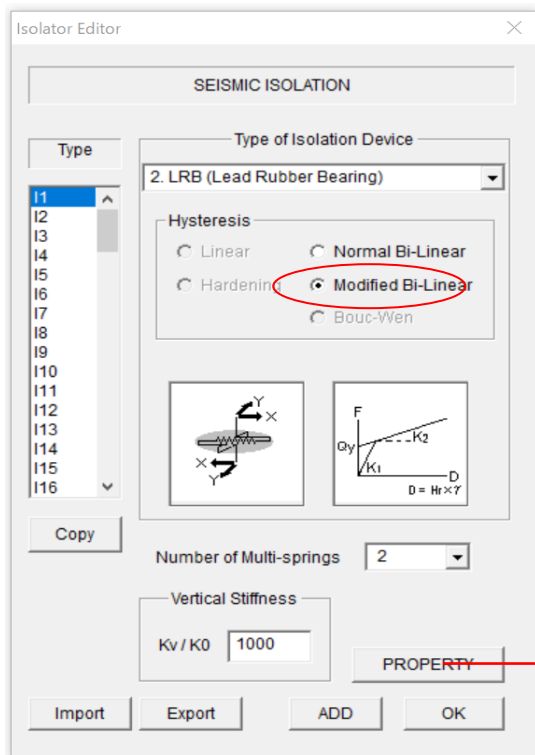 Isolator Editor
SEISMIC ISOLATION
Type
I1
I2
I3
I4
I5
I6
I7
I8
I9
I10
I11
I12
I13
I14
I15
I16
Copy
Type of Isolation Device
2. LRB (Lead Rubber Bearing)
Hysteresis
Linear
Normal Bi-Linear
Hardening
Modified Bi-Linear
Bouc-Wen
Y
X
X
Y
F
Qy
K2
K1
D
D = Hr×γ
Number of Multi-springs 2
Vertical Stiffness
Kv / K0 1000
PROPERTY
Import Export ADD OK